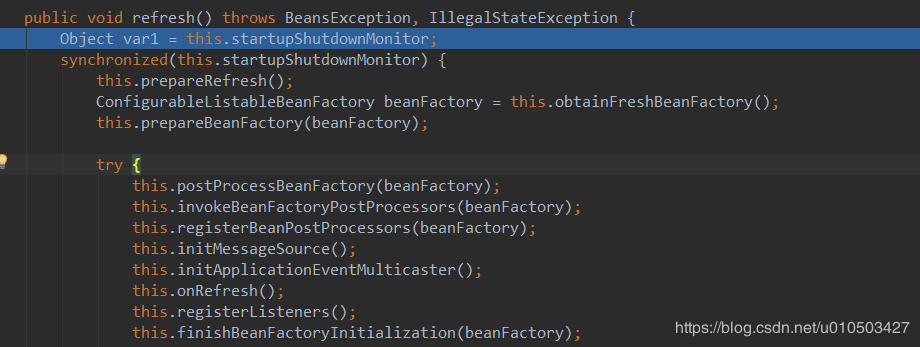 public void refresh() throws BeansException, IllegalStateException {
Object var1 = this.startupShutdownMonitor;
synchronized(this.startupShutdownMonitor) {
this.prepareRefresh();
ConfigurableListableBeanFactory beanFactory = this.obtainFreshBeanFactory();
this.prepareBeanFactory(beanFactory);
try {
this.postProcessBeanFactory(beanFactory);
this.invokeBeanFactoryPostProcessors(beanFactory);
this.registerBeanPostProcessors(beanFactory);
this.initMessageSource();
this.initApplicationEventMulticaster();
this.onRefresh();
this.registerListeners();
this.finishBeanFactoryInitialization(beanFactory);
https://blog.csdn.net/u010503427